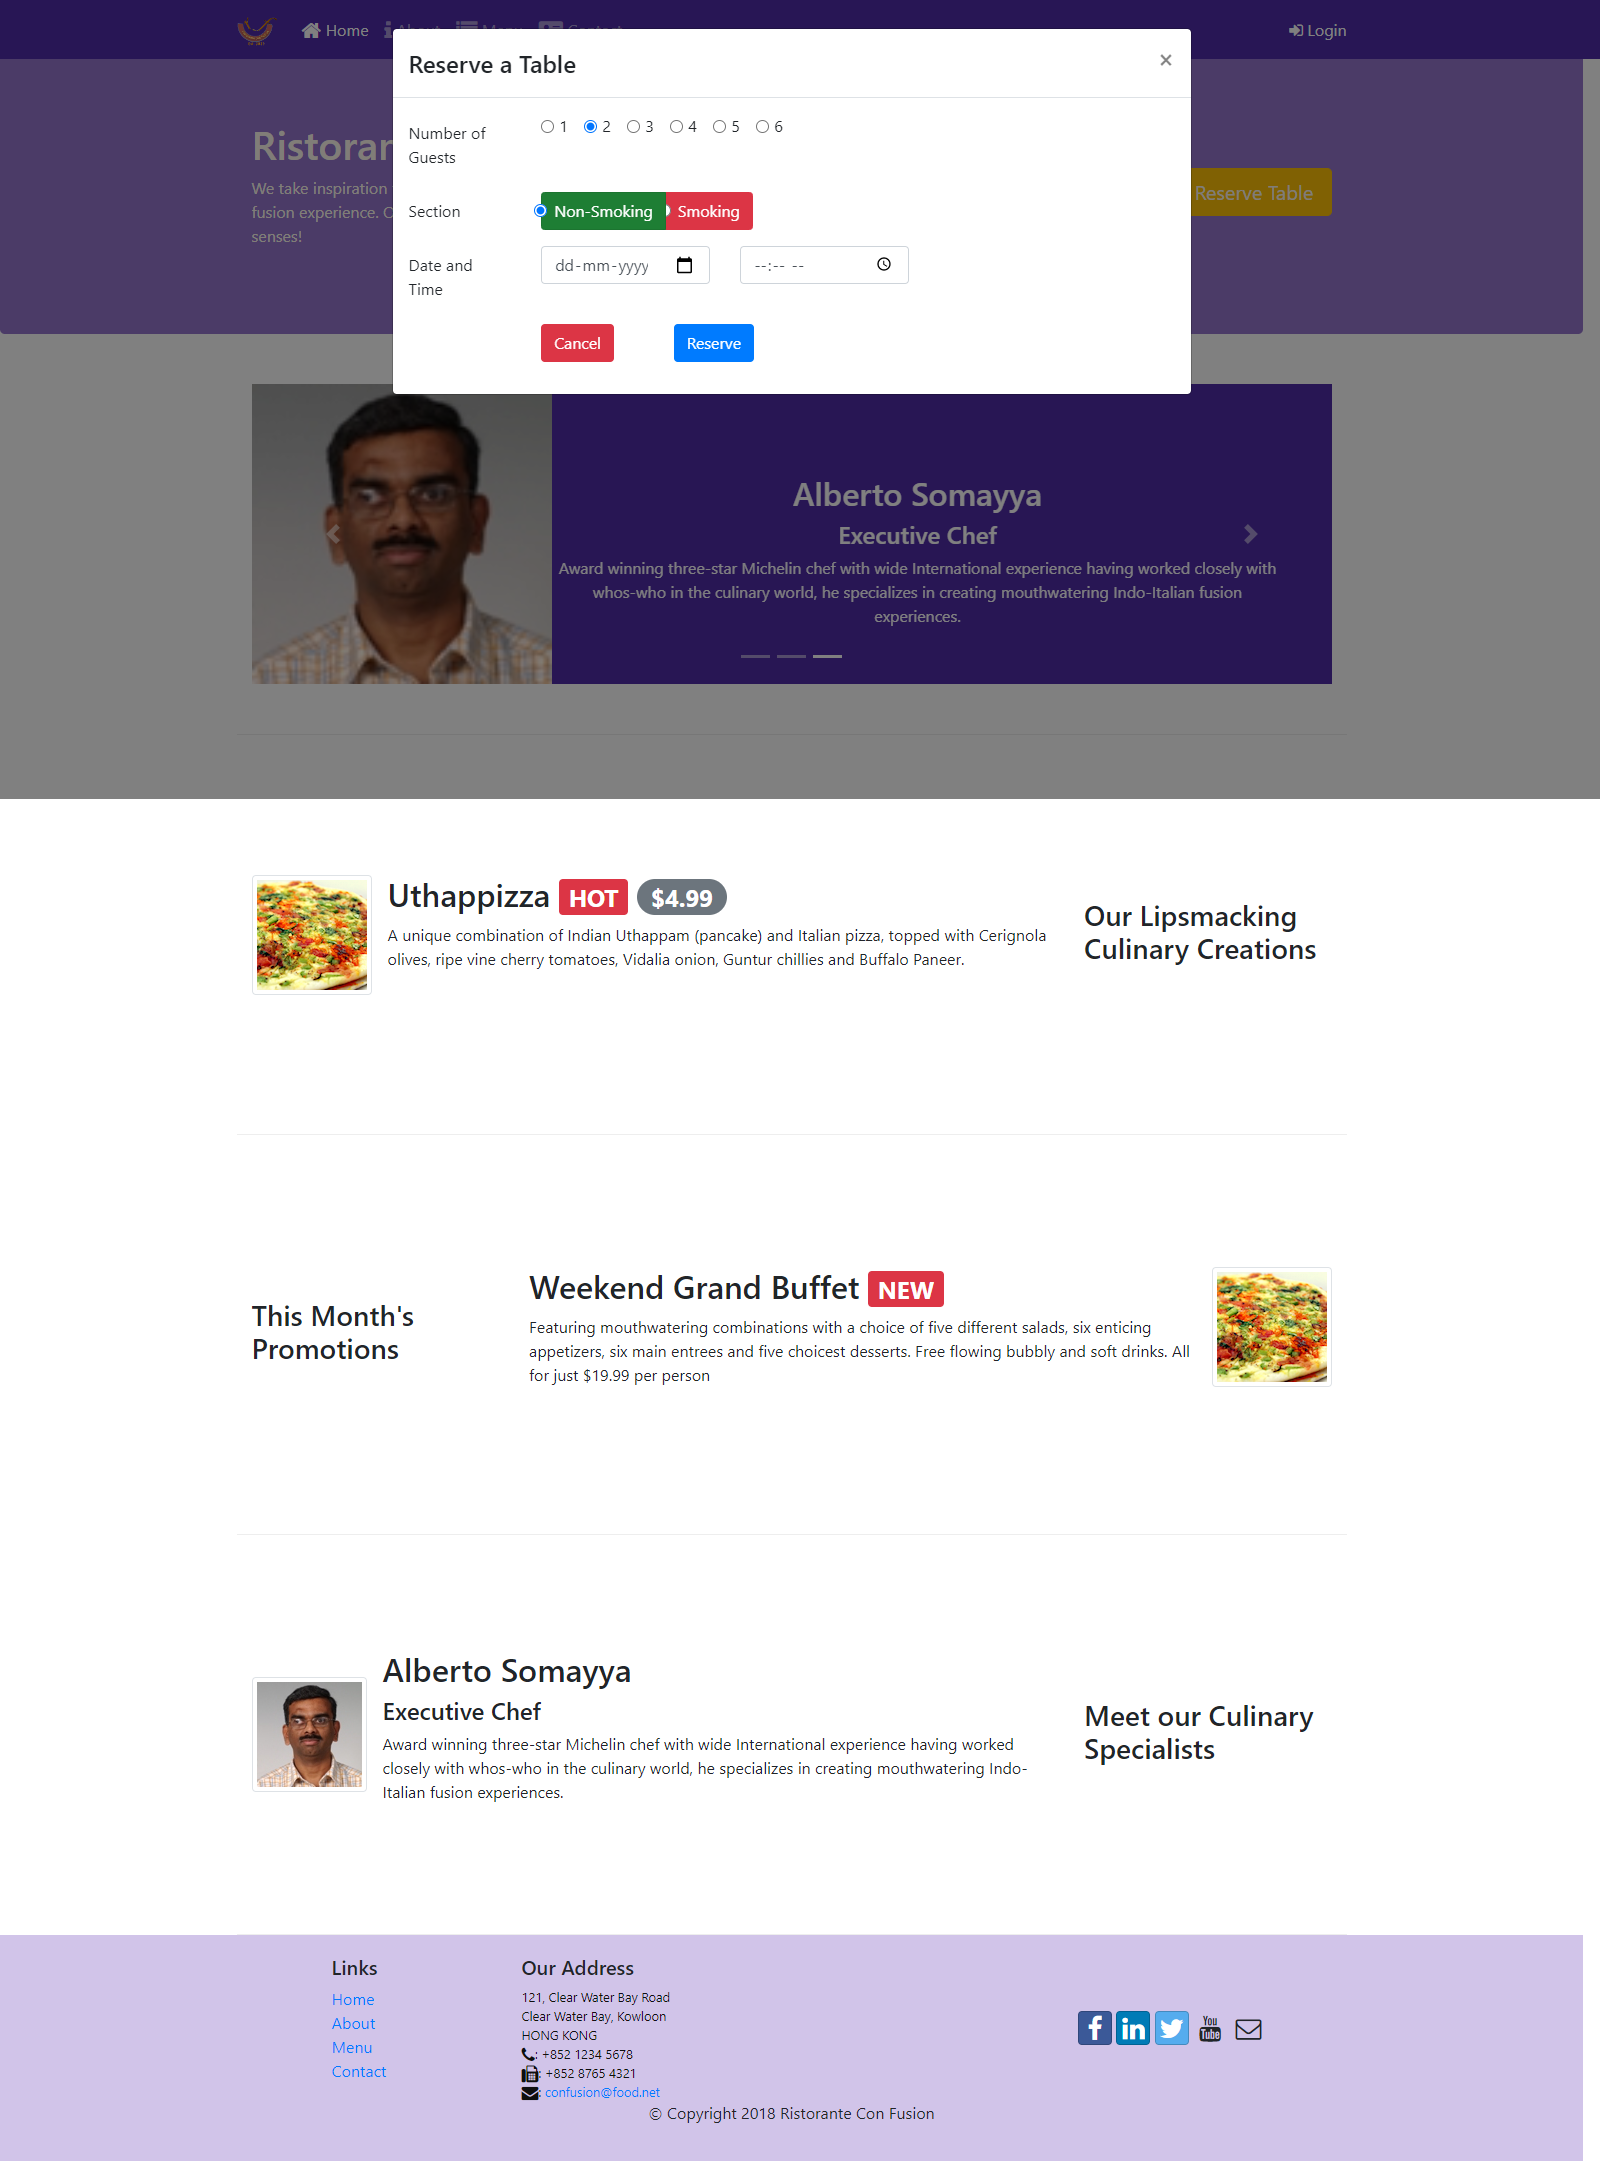 Home
Login
Reserve a Table ×
Number of
Guests
1 2 3 4 5 6
Section
Non-Smoking Smoking
Date and
Time
dd-mm-yyyy
--:-- --
Cancel Reserve
We take inspiration
fusion experience.
senses!
Reserve Table
Alberto Somayya
Executive Chef
Award winning three-star Michelin chef with wide International experience having worked closely with
whos-who in the culinary world, he specializes in creating mouthwatering Indo-Italian fusion
experiences.
Uthappizza HOT $4.99
A unique combination of Indian Uthappam (pancake) and Italian pizza, topped with Cerignola
olives, ripe vine cherry tomatoes, Vidalia onion, Guntur chillies and Buffalo Paneer.
Our Lipsmacking
Culinary Creations
This Month's
Promotions
Weekend Grand Buffet NEW
Featuring mouthwatering combinations with a choice of five different salads, six enticing
appetizers, six main entrees and five choicest desserts. Free flowing bubbly and soft drinks. All
for just $19.99 per person
Alberto Somayya
Executive Chef
Award winning three-star Michelin chef with wide International experience having worked
closely with whos-who in the culinary world, he specializes in creating mouthwatering Indo-
Italian fusion experiences.
Meet our Culinary
Specialists
Links
Home
About
Menu
Contact
Our Address
121, Clear Water Bay Road
Clear Water Bay, Kowloon
HONG KONG
: +852 1234 5678
: +852 8765 4321
: confusion@food.net
You
Tube
© Copyright 2018 Ristorante Con Fusion